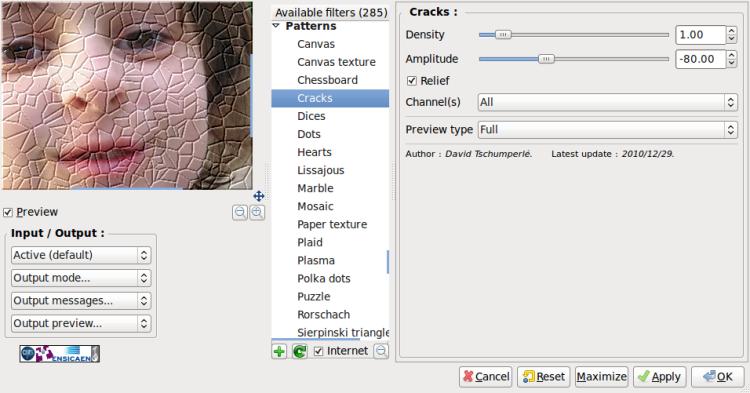 Available filters (285)
Patterns
Canvas
Canvas texture
Chessboard
Cracks
Dices
Dots
Hearts
Lissajous
Marble
Mosaic
Paper texture
Plaid
Plasma
Polka dots
Puzzle
Rorschach
Sierpinski triangle
Internet
Preview
Input / Output :
Active (default)
Output mode...
Output messages...
Output preview...
ENSICAEN
Cracks :
Density 1.00
Amplitude -80.00
Relief
Channel(s) All
Preview type Full
Author : David Tschumperlé. Latest update : 2010/12/29.
Cancel Reset Maximize Apply OK